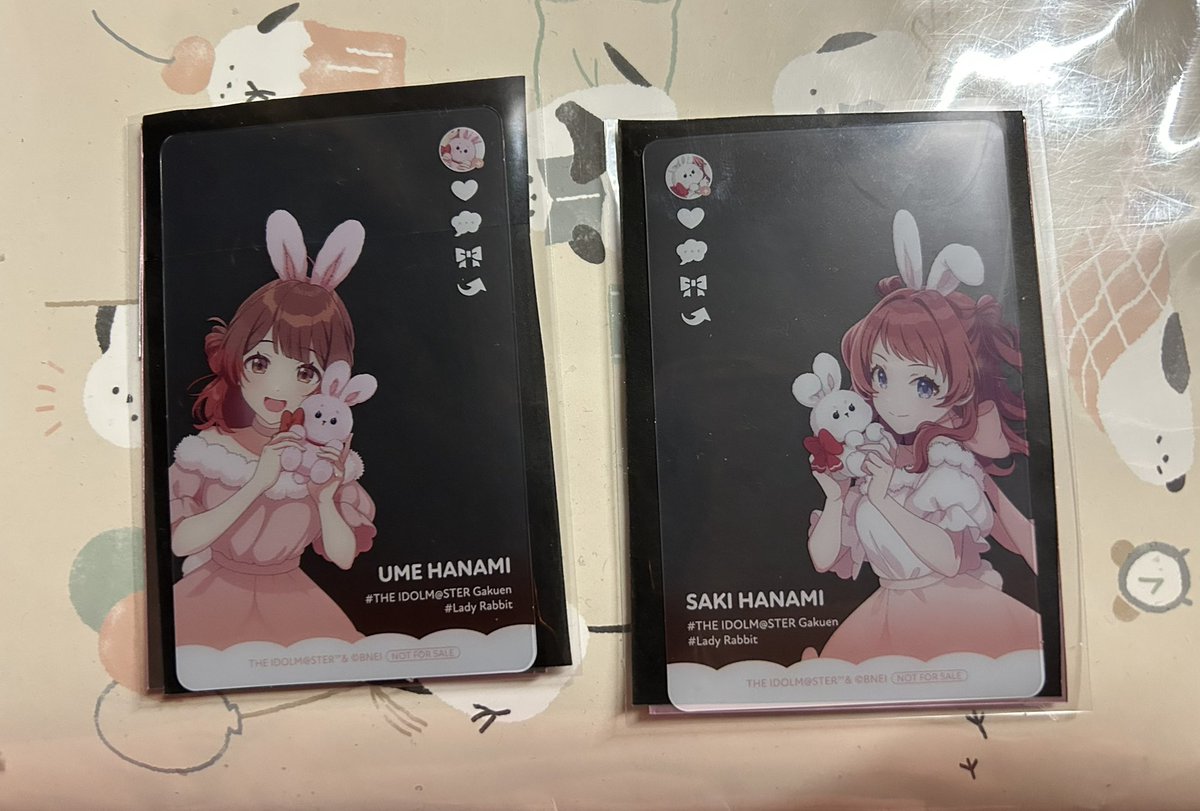 UME HANAMI
#THE IDOLM@STER Gakuen
#Lady Rabbit
THE IDOLM@STER™& ©BNEI NOT FOR SALE
SAKI HANAMI
#THE IDOLM@STER Gakuen
#Lady Rabbit
THE IDOLM@STER™& ©BNEI NOT FOR SALE